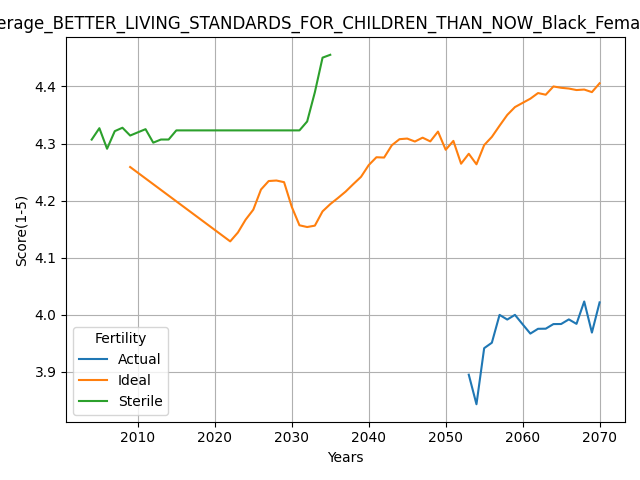 erage_BETTER_LIVING_STANDARDS_FOR_CHILDREN_THAN_NOW_Black_Fema
Score(1-5)
4.4
4.3
4.2
4.1
4.0
3.9
Fertility
Actual
Ideal
Sterile
2010 2020 2030 2040 2050 2060 2070
Years